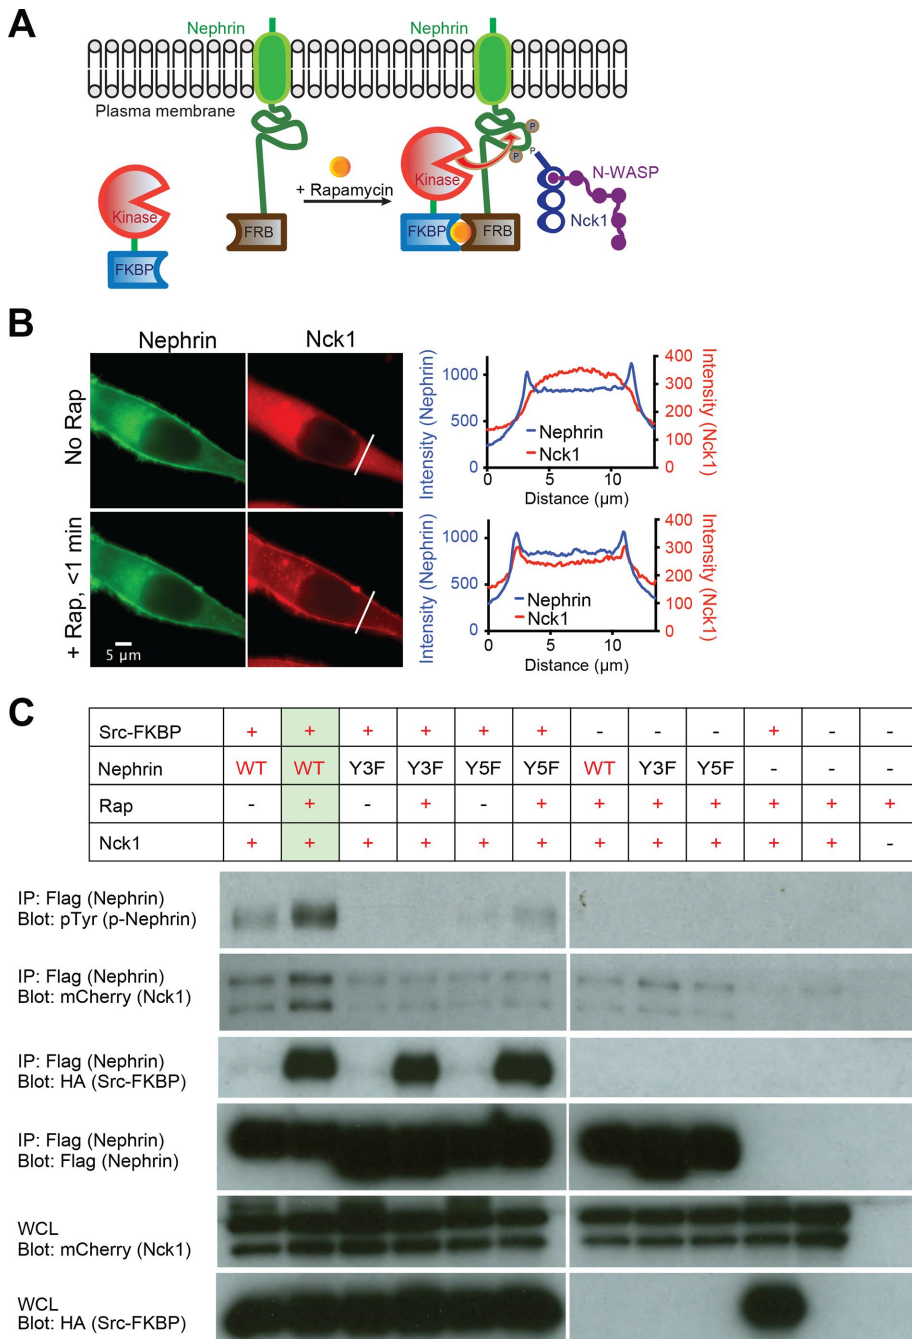 A
Nephrin
Nephrin
Plasma membrane
P
P
P
Kinase
Kinase
N-WASP
+ Rapamycin
Nck1
FRB
FKBP
FRB
FKBP
B
Nephrin
Nck1
No Rap
+ Rap, <1 min
5 µm
Intensity (Nephrin)
1000
500
0
400
300
200
100
0
Intensity (Nck1)
Nephrin
Nck1
0
5
10
Distance (µm)
Intensity (Nephrin)
1000
500
0
400
300
200
100
0
Intensity (Nck1)
Nephrin
Nck1
0
5
10
Distance (µm)
C
Src-FKBP + + + + + + - - - + - -
Nephrin WT WT Y3F Y3F Y5F Y5F WT Y3F Y5F - - -
Rap - + - + - + + + + + + +
Nck1 + + + + + + + + + + + -
IP: Flag (Nephrin)
Blot: pTyr (p-Nephrin)
IP: Flag (Nephrin)
Blot: mCherry (Nck1)
IP: Flag (Nephrin)
Blot: HA (Src-FKBP)
IP: Flag (Nephrin)
Blot: Flag (Nephrin)
WCL
Blot: mCherry (Nck1)
WCL
Blot: HA (Src-FKBP)